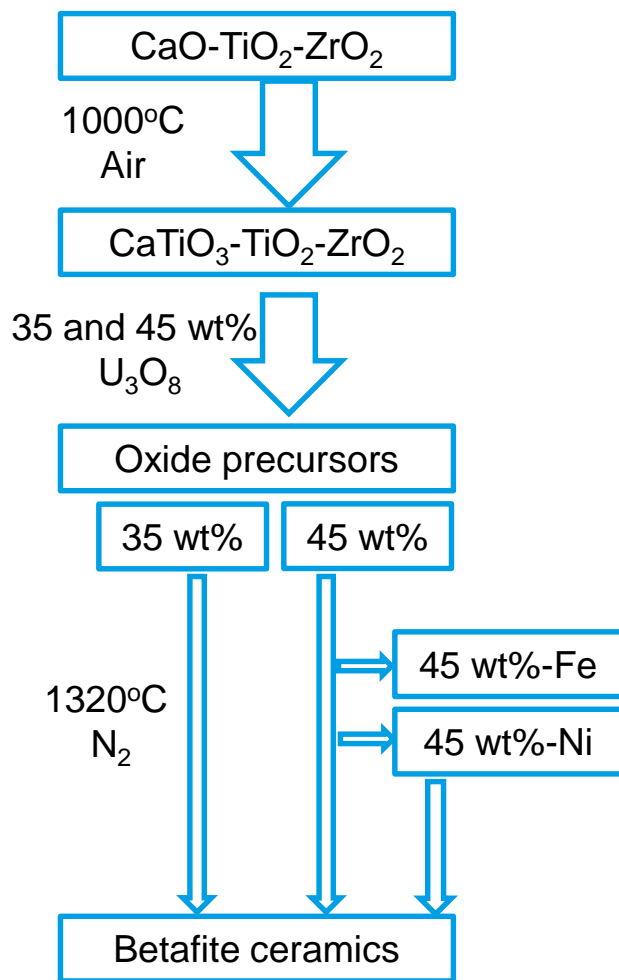 CaO-TiO₂-ZrO₂
1000ᵒC
Air
CaTiO₃-TiO₂-ZrO₂
35 and 45 wt%
U₃O₈
Oxide precursors
35 wt%
45 wt%
45 wt%-Fe
1320ᵒC
N₂
45 wt%-Ni
Betafite ceramics